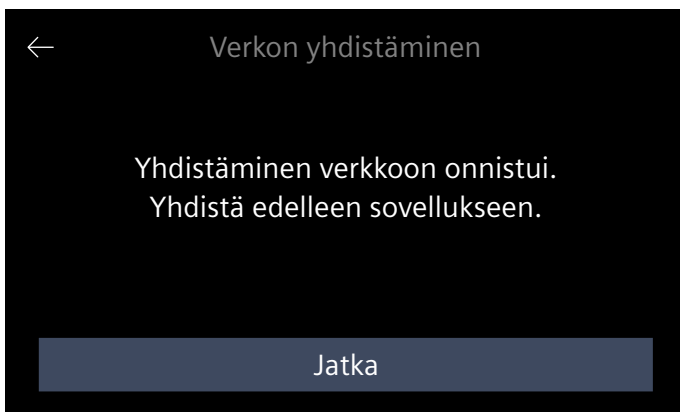 Verkon yhdistäminen
Yhdistäminen verkkoon onnistui.
Yhdistä edelleen sovellukseen.
Jatka